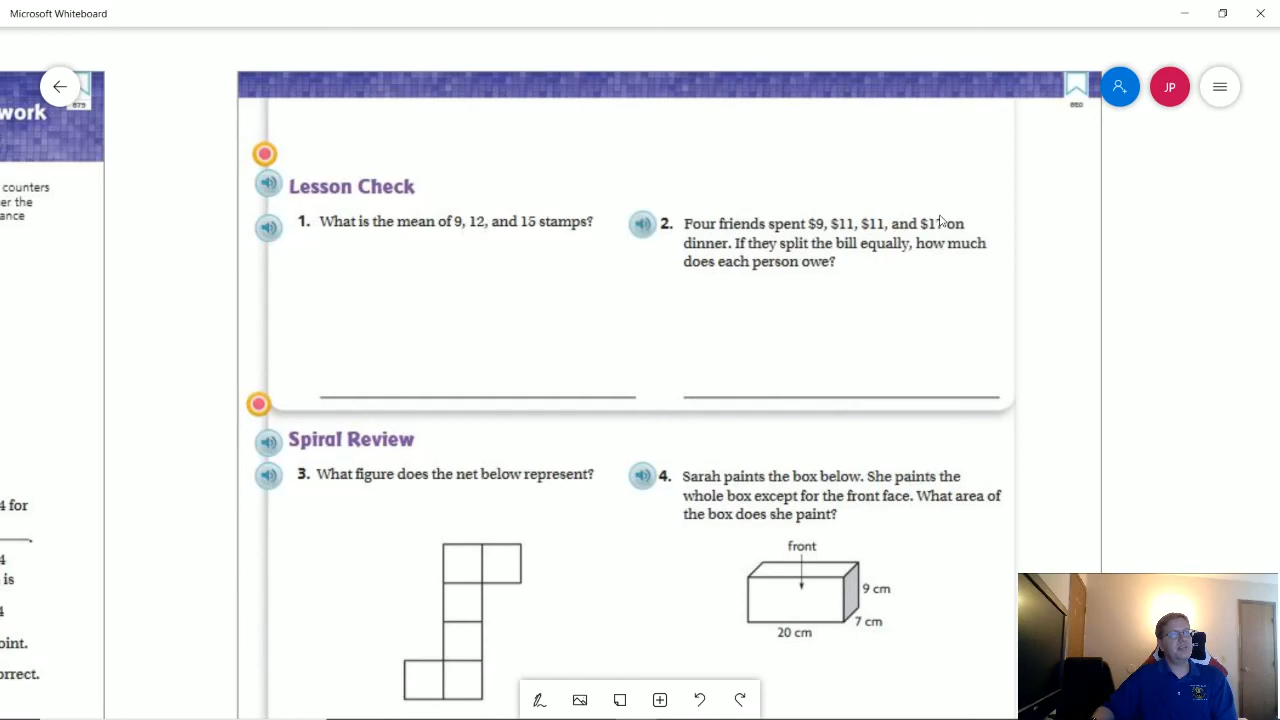 Microsoft Whiteboard
work
879
880
JP
counters
er the
ance
Lesson Check
1. What is the mean of 9, 12, and 15 stamps?
2. Four friends spent $9, $11, $11, and on
dinner. If they split the bill equally, how much
does each person owe?
Spiral Review
3. What figure does the net below represent?
4. Sarah paints the box below. She paints the
whole box except for the front face. What area of
the box does she paint?
front
9 cm
7 cm
20 cm
4 for
4
is
4
oint.
orrect.